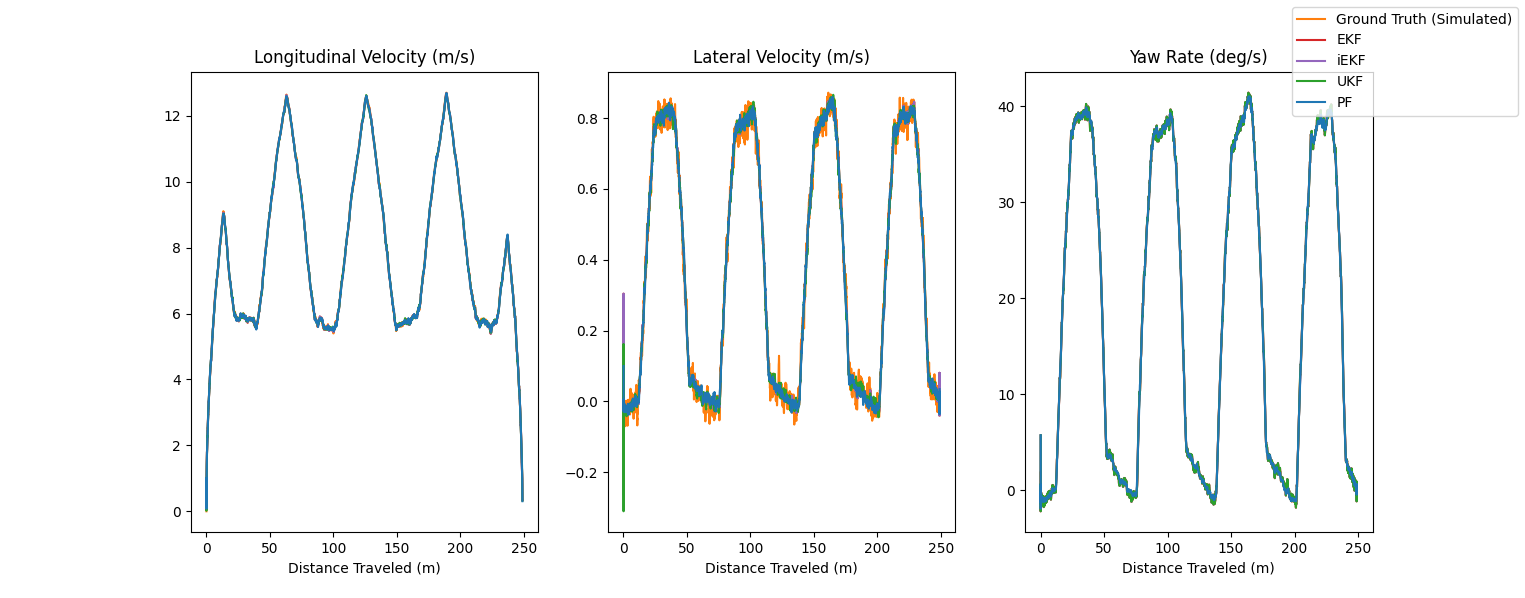 Longitudinal Velocity (m/s)
12
10
8
6
4
2
0
0 50 100 150 200 250
Distance Traveled (m)
Lateral Velocity (m/s)
0.8
0.6
0.4
0.2
0.0
−0.2
0 50 100 150 200 250
Distance Traveled (m)
Yaw Rate (deg/s)
40
30
20
10
0
0 50 100 150 200 250
Distance Traveled (m)
Ground Truth (Simulated)
EKF
iEKF
UKF
PF